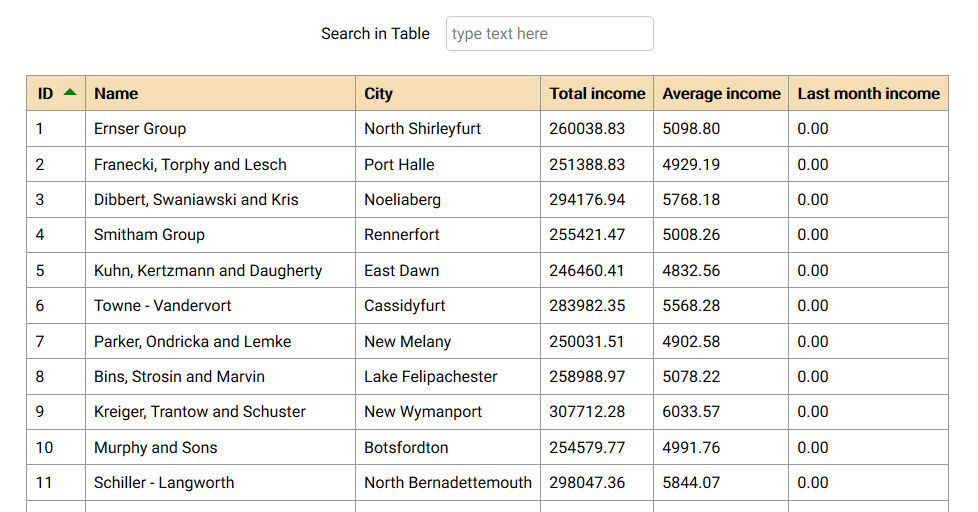 Search in Table type text here
ID Name City Total income Average income Last month income
1 Ernser Group North Shirleyfurt 260038.83 5098.80 0.00
2 Franecki, Torphy and Lesch Port Halle 251388.83 4929.19 0.00
3 Dibbert, Swaniawski and Kris Noeliaberg 294176.94 5768.18 0.00
4 Smitham Group Rennerfort 255421.47 5008.26 0.00
5 Kuhn, Kertzmann and Daugherty East Dawn 246460.41 4832.56 0.00
6 Towne - Vandervort Cassidyfurt 283982.35 5568.28 0.00
7 Parker, Ondricka and Lemke New Melany 250031.51 4902.58 0.00
8 Bins, Strosin and Marvin Lake Felipachester 258988.97 5078.22 0.00
9 Kreiger, Trantow and Schuster New Wymanport 307712.28 6033.57 0.00
10 Murphy and Sons Botsfordton 254579.77 4991.76 0.00
11 Schiller - Langworth North Bernadettemouth 298047.36 5844.07 0.00